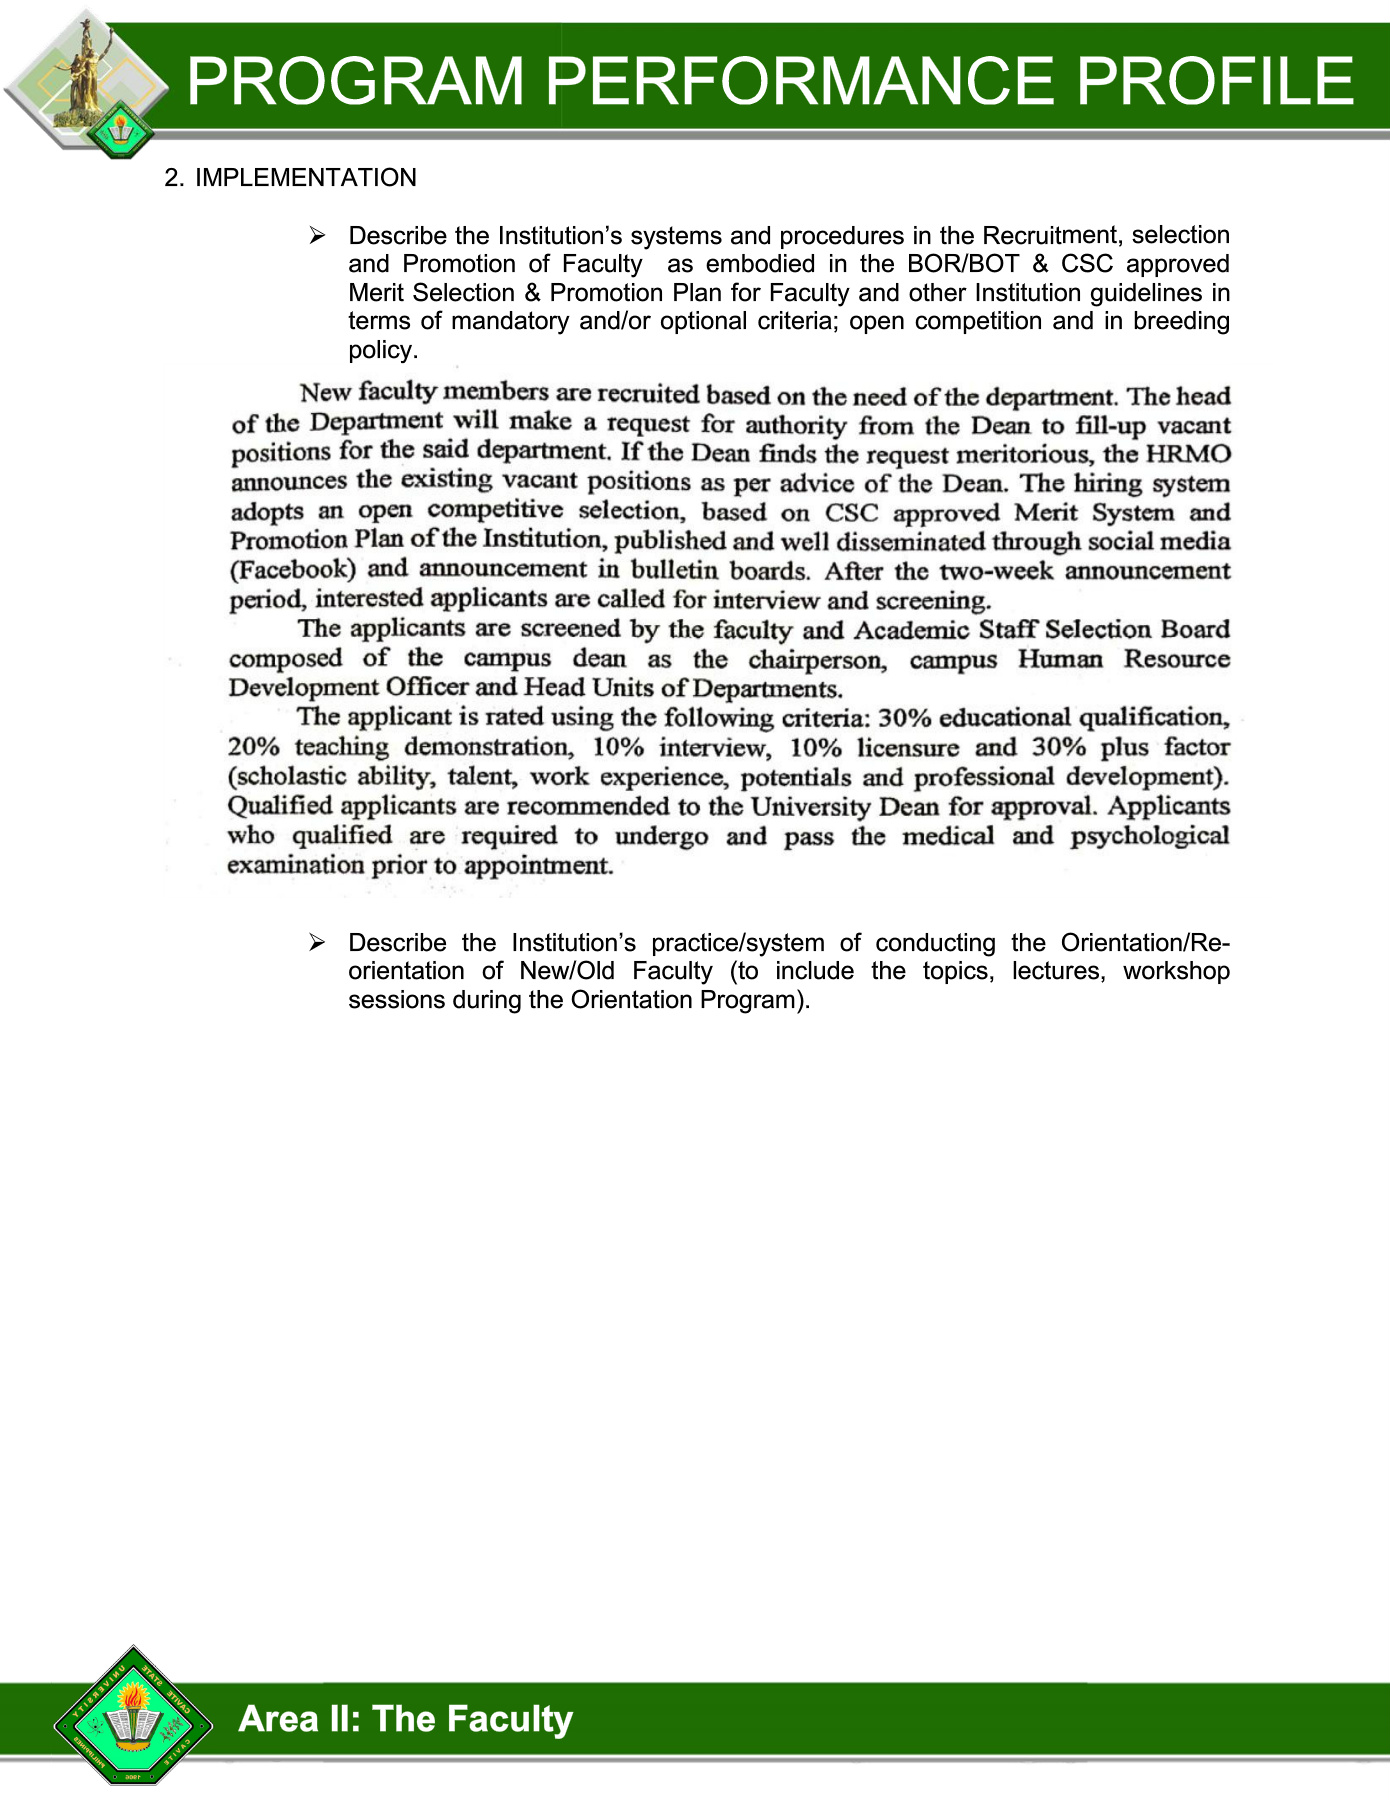 PROGRAM PERFORMANCE PROFILE
2. IMPLEMENTATION
➢ Describe the Institution’s systems and procedures in the Recruitment, selection
and Promotion of Faculty as embodied in the BOR/BOT & CSC approved
Merit Selection & Promotion Plan for Faculty and other Institution guidelines in
terms of mandatory and/or optional criteria; open competition and in breeding
policy.
New faculty members are recruited based on the need of the department. The head
of the Department will make a request for authority from the Dean to fill-up vacant
positions for the said department. If the Dean finds the request meritorious, the HRMO
announces the existing vacant positions as per advice of the Dean. The hiring system
adopts an open competitive selection, based on CSC approved Merit System and
Promotion Plan of the Institution, published and well disseminated through social media
(Facebook) and announcement in bulletin boards. After the two-week announcement
period, interested applicants are called for interview and screening.
The applicants are screened by the faculty and Academic Staff Selection Board
composed of the campus dean as the chairperson, campus Human Resource
Development Officer and Head Units of Departments.
The applicant is rated using the following criteria: 30% educational qualification,
20% teaching demonstration, 10% interview, 10% licensure and 30% plus factor
(scholastic ability, talent, work experience, potentials and professional development).
Qualified applicants are recommended to the University Dean for approval. Applicants
who qualified are required to undergo and pass the medical and psychological
examination prior to appointment.
➢ Describe the Institution’s practice/system of conducting the Orientation/Re-
orientation of New/Old Faculty (to include the topics, lectures, workshop
sessions during the Orientation Program).
CAVITE STATE UNIVERSITY
CAVITE
PHILIPPINES
1906
Area II: The Faculty